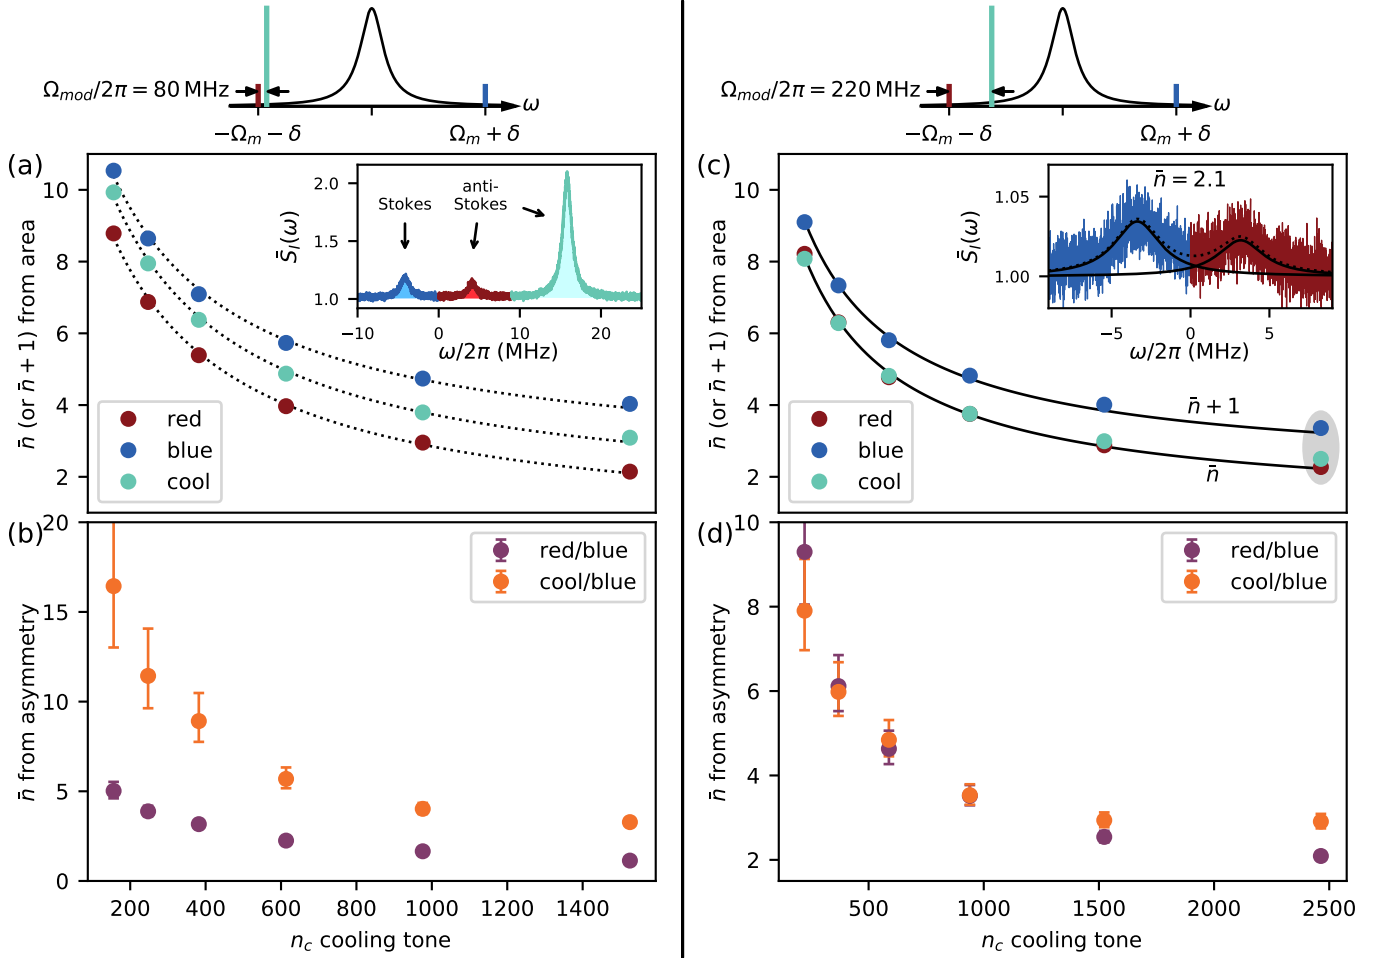 Ω_mod/2π = 80 MHz
ω
−Ω_m − δ
Ω_m + δ
(a)
n̄ (or n̄ + 1) from area
10
8
6
4
2
red
blue
cool
S̄_I(ω)
2.0
1.5
1.0
Stokes
anti-
Stokes
−10
0
10
20
ω/2π (MHz)
(b)
n̄ from asymmetry
20
15
10
5
0
red/blue
cool/blue
200
400
600
800
1000
1200
1400
n_c cooling tone
Ω_mod/2π = 220 MHz
ω
−Ω_m − δ
Ω_m + δ
(c)
n̄ (or n̄ + 1) from area
10
8
6
4
2
red
blue
cool
S̄_I(ω)
1.05
1.00
n̄ = 2.1
−5
0
5
ω/2π (MHz)
n̄ + 1
n̄
(d)
n̄ from asymmetry
10
8
6
4
2
red/blue
cool/blue
500
1000
1500
2000
2500
n_c cooling tone